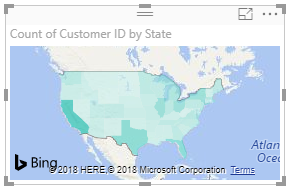 Count of Customer ID by State
Atlan
Ocea
Bing
© 2018 HERE, © 2018 Microsoft Corporation Terms